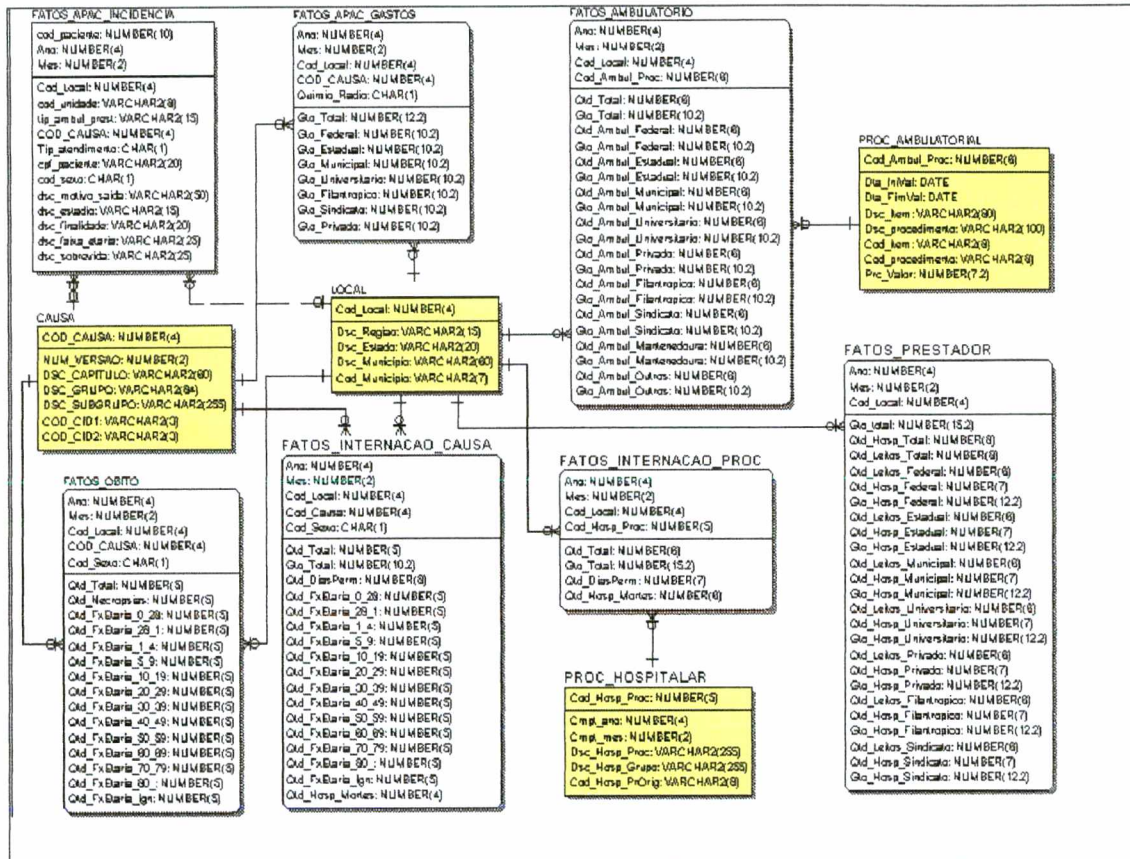 FATOS_APAC_INCIDENCIA
cod_paciente: NUMBER(10)
Ano: NUMBER(4)
Mes: NUMBER(2)
Cod_Local: NUMBER(4)
cod_unidade: VARCHAR2(8)
tip_ambul_prest: VARCHAR2(15)
COD_CAUSA: NUMBER(4)
Tip_atendimento: CHAR(1)
cpf_paciente: VARCHAR2(20)
cod_sexo: CHAR(1)
dsc_motivo_saida: VARCHAR2(50)
dsc_estadio: VARCHAR2(15)
dsc_finalidade: VARCHAR2(20)
dsc_faixa_etaria: VARCHAR2(25)
dsc_sobrevida: VARCHAR2(25)
FATOS_APAC_GASTOS
Ano: NUMBER(4)
Mes: NUMBER(2)
Cod_Local: NUMBER(4)
COD_CAUSA: NUMBER(4)
Quimio_Radio: CHAR(1)
Gto_Total: NUMBER(12.2)
Gto_Federal: NUMBER(10.2)
Gto_Estadual: NUMBER(10.2)
Gto_Municipal: NUMBER(10.2)
Gto_Universitario: NUMBER(10.2)
Gto_Filantropico: NUMBER(10.2)
Gto_Sindicato: NUMBER(10.2)
Gto_Privado: NUMBER(10.2)
FATOS_AMBULATORIO
Ano: NUMBER(4)
Mes: NUMBER(2)
Cod_Local: NUMBER(4)
Cod_Ambul_Proc: NUMBER(6)
Qtd_Total: NUMBER(6)
Gto_Total: NUMBER(10.2)
Qtd_Ambul_Federal: NUMBER(6)
Gto_Ambul_Federal: NUMBER(10.2)
Qtd_Ambul_Estadual: NUMBER(6)
Gto_Ambul_Estadual: NUMBER(10.2)
Qtd_Ambul_Municipal: NUMBER(6)
Gto_Ambul_Municipal: NUMBER(10.2)
Qtd_Ambul_Universitario: NUMBER(6)
Gto_Ambul_Universitario: NUMBER(10.2)
Qtd_Ambul_Privado: NUMBER(6)
Gto_Ambul_Privado: NUMBER(10.2)
Qtd_Ambul_Filantropico: NUMBER(6)
Gto_Ambul_Filantropico: NUMBER(10.2)
Qtd_Ambul_Sindicato: NUMBER(6)
Gto_Ambul_Sindicato: NUMBER(10.2)
Qtd_Ambul_Mantenedoura: NUMBER(6)
Gto_Ambul_Mantenedoura: NUMBER(10.2)
Qtd_Ambul_Outros: NUMBER(6)
Gto_Ambul_Outros: NUMBER(10.2)
PROC_AMBULATORIAL
Cod_Ambul_Proc: NUMBER(6)
Dta_IniVal: DATE
Dta_FimVal: DATE
Dsc_Item: VARCHAR2(80)
Dsc_procedimento: VARCHAR2(100)
Cod_Item: VARCHAR2(8)
Cod_procedimento: VARCHAR2(8)
Prc_Valor: NUMBER(7.2)
CAUSA
COD_CAUSA: NUMBER(4)
NUM_VERSAO: NUMBER(2)
DSC_CAPITULO: VARCHAR2(80)
DSC_GRUPO: VARCHAR2(84)
DSC_SUBGRUPO: VARCHAR2(255)
COD_CID1: VARCHAR2(3)
COD_CID2: VARCHAR2(3)
LOCAL
Cod_Local: NUMBER(4)
Dsc_Regiao: VARCHAR2(15)
Dsc_Estado: VARCHAR2(20)
Dsc_Municipio: VARCHAR2(60)
Cod_Municipio: VARCHAR2(7)
FATOS_PRESTADOR
Ano: NUMBER(4)
Mes: NUMBER(2)
Cod_Local: NUMBER(4)
Gto_total: NUMBER(15.2)
Qtd_Hosp_Total: NUMBER(8)
Qtd_Leitos_Total: NUMBER(8)
Qtd_Leitos_Federal: NUMBER(6)
Qtd_Hosp_Federal: NUMBER(7)
Gto_Hosp_Federal: NUMBER(12.2)
Qtd_Leitos_Estadual: NUMBER(6)
Qtd_Hosp_Estadual: NUMBER(7)
Gto_Hosp_Estadual: NUMBER(12.2)
Qtd_Leitos_Municipal: NUMBER(6)
Qtd_Hosp_Municipal: NUMBER(7)
Gto_Hosp_Municipal: NUMBER(12.2)
Qtd_Leitos_Universitario: NUMBER(6)
Qtd_Hosp_Universitario: NUMBER(7)
Gto_Hosp_Universitario: NUMBER(12.2)
Qtd_Leitos_Privado: NUMBER(6)
Qtd_Hosp_Privado: NUMBER(7)
Gto_Hosp_Privado: NUMBER(12.2)
Qtd_Leitos_Filantropico: NUMBER(6)
Qtd_Hosp_Filantropico: NUMBER(7)
Gto_Hosp_Filantropico: NUMBER(12.2)
Qtd_Leitos_Sindicato: NUMBER(6)
Qtd_Hosp_Sindicato: NUMBER(7)
Gto_Hosp_Sindicato: NUMBER(12.2)
FATOS_OBITO
Ano: NUMBER(4)
Mes: NUMBER(2)
Cod_Local: NUMBER(4)
COD_CAUSA: NUMBER(4)
Cod_Sexo: CHAR(1)
Qtd_Total: NUMBER(5)
Qtd_Necropsias: NUMBER(5)
Qtd_FxEtaria_0_28: NUMBER(5)
Qtd_FxEtaria_28_1: NUMBER(5)
Qtd_FxEtaria_1_4: NUMBER(5)
Qtd_FxEtaria_5_9: NUMBER(5)
Qtd_FxEtaria_10_19: NUMBER(5)
Qtd_FxEtaria_20_29: NUMBER(5)
Qtd_FxEtaria_30_39: NUMBER(5)
Qtd_FxEtaria_40_49: NUMBER(5)
Qtd_FxEtaria_50_59: NUMBER(5)
Qtd_FxEtaria_60_69: NUMBER(5)
Qtd_FxEtaria_70_79: NUMBER(5)
Qtd_FxEtaria_80_: NUMBER(5)
Qtd_FxEtaria_Ign: NUMBER(5)
FATOS_INTERNACAO_CAUSA
Ano: NUMBER(4)
Mes: NUMBER(2)
Cod_Local: NUMBER(4)
Cod_Causa: NUMBER(4)
Cod_Sexo: CHAR(1)
Qtd_Total: NUMBER(5)
Gto_Total: NUMBER(10.2)
Qtd_DiasPerm: NUMBER(8)
Qtd_FxEtaria_0_28: NUMBER(5)
Qtd_FxEtaria_28_1: NUMBER(5)
Qtd_FxEtaria_1_4: NUMBER(5)
Qtd_FxEtaria_5_9: NUMBER(5)
Qtd_FxEtaria_10_19: NUMBER(5)
Qtd_FxEtaria_20_29: NUMBER(5)
Qtd_FxEtaria_30_39: NUMBER(5)
Qtd_FxEtaria_40_49: NUMBER(5)
Qtd_FxEtaria_50_59: NUMBER(5)
Qtd_FxEtaria_60_69: NUMBER(5)
Qtd_FxEtaria_70_79: NUMBER(5)
Qtd_FxEtaria_80_: NUMBER(5)
Qtd_FxEtaria_Ign: NUMBER(5)
Qtd_Hosp_Mortes: NUMBER(4)
FATOS_INTERNACAO_PROC
Ano: NUMBER(4)
Mes: NUMBER(2)
Cod_Local: NUMBER(4)
Cod_Hosp_Proc: NUMBER(5)
Qtd_Total: NUMBER(6)
Gto_Total: NUMBER(15.2)
Qtd_DiasPerm: NUMBER(7)
Qtd_Hosp_Mortes: NUMBER(6)
PROC_HOSPITALAR
Cod_Hosp_Proc: NUMBER(5)
Cmpt_ano: NUMBER(4)
Cmpt_mes: NUMBER(2)
Dsc_Hosp_Proc: VARCHAR2(255)
Dsc_Hosp_Grupo: VARCHAR2(255)
Cod_Hosp_PrOrig: VARCHAR2(8)